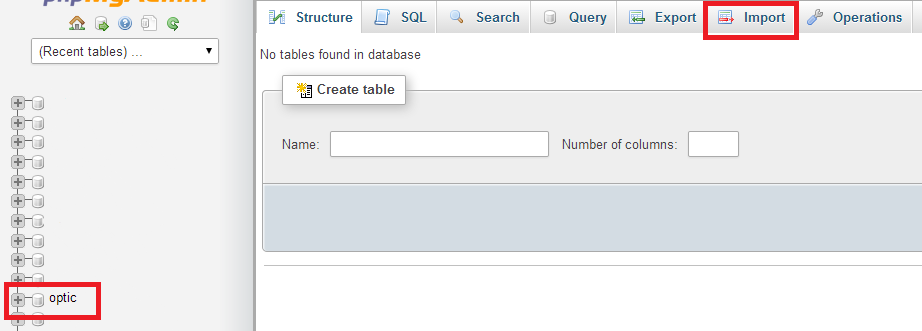 phpMyAdmin
(Recent tables) ...
optic
Structure
SQL
Search
Query
Export
Import
Operations
No tables found in database
Create table
Name:
Number of columns: